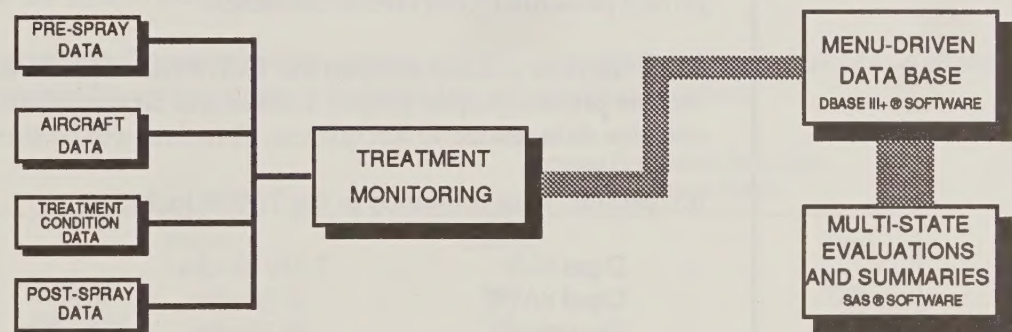 PRE-SPRAY
DATA
AIRCRAFT
DATA
TREATMENT
CONDITION
DATA
POST-SPRAY
DATA
TREATMENT
MONITORING
MENU-DRIVEN
DATA BASE
DBASE III+ ® SOFTWARE
MULTI-STATE
EVALUATIONS
AND SUMMARIES
SAS ® SOFTWARE